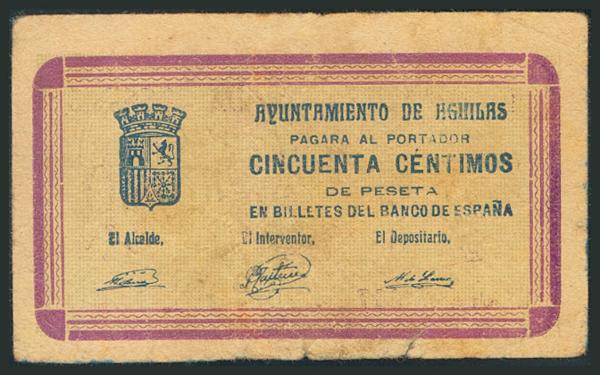 AYUNTAMIENTO DE AGUILAS
PAGARA AL PORTADOR
CINCUENTA CÉNTIMOS
DE PESETA
EN BILLETES DEL BANCO DE ESPAÑA
El Alcalde, El Interventor, El Depositario,